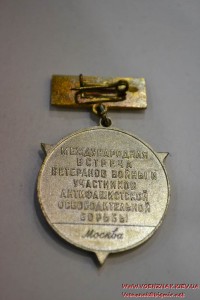 МЕЖДУНАРОДНАЯ
ВСТРЕЧА
ВЕТЕРАНОВ ВОЙНЫ И
УЧАСТНИКОВ
АНТИФАШИСТСКОЙ
ОСВОБОДИТЕЛЬНОЙ
БОРЬБЫ
Москва